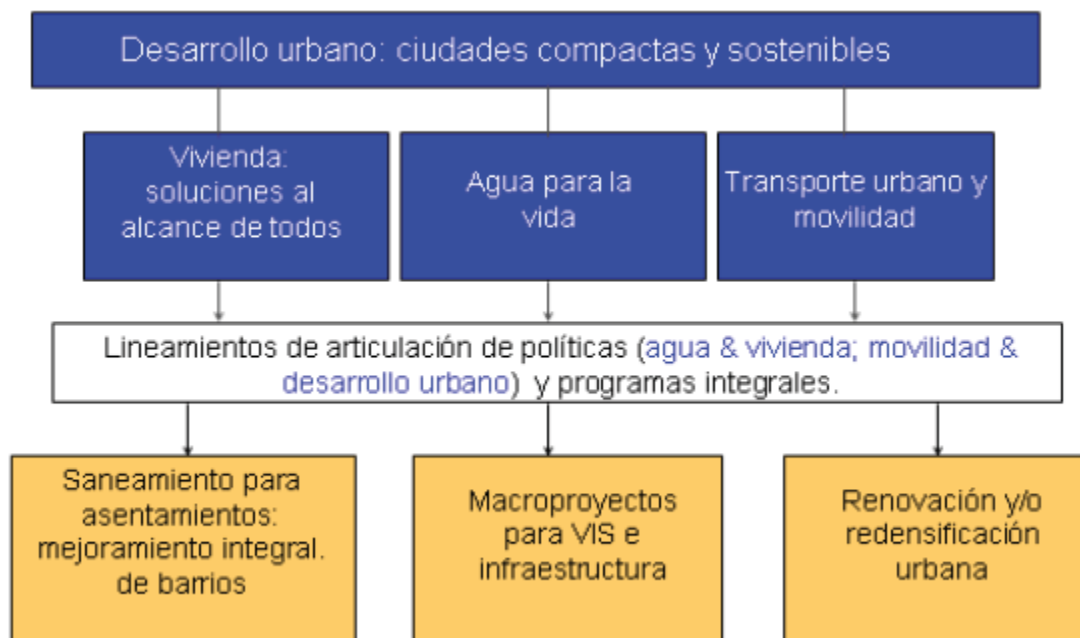 Desarrollo urbano: ciudades compactas y sostenibles
Vivienda:
soluciones al
alcance de todos
Agua para la
vida
Transporte urbano y
movilidad
Lineamientos de articulación de políticas (agua & vivienda; movilidad &
desarrollo urbano) y programas integrales.
Saneamiento para
asentamientos:
mejoramiento integral.
de barrios
Macroproyectos
para VIS e
infraestructura
Renovación y/o
redensificación
urbana